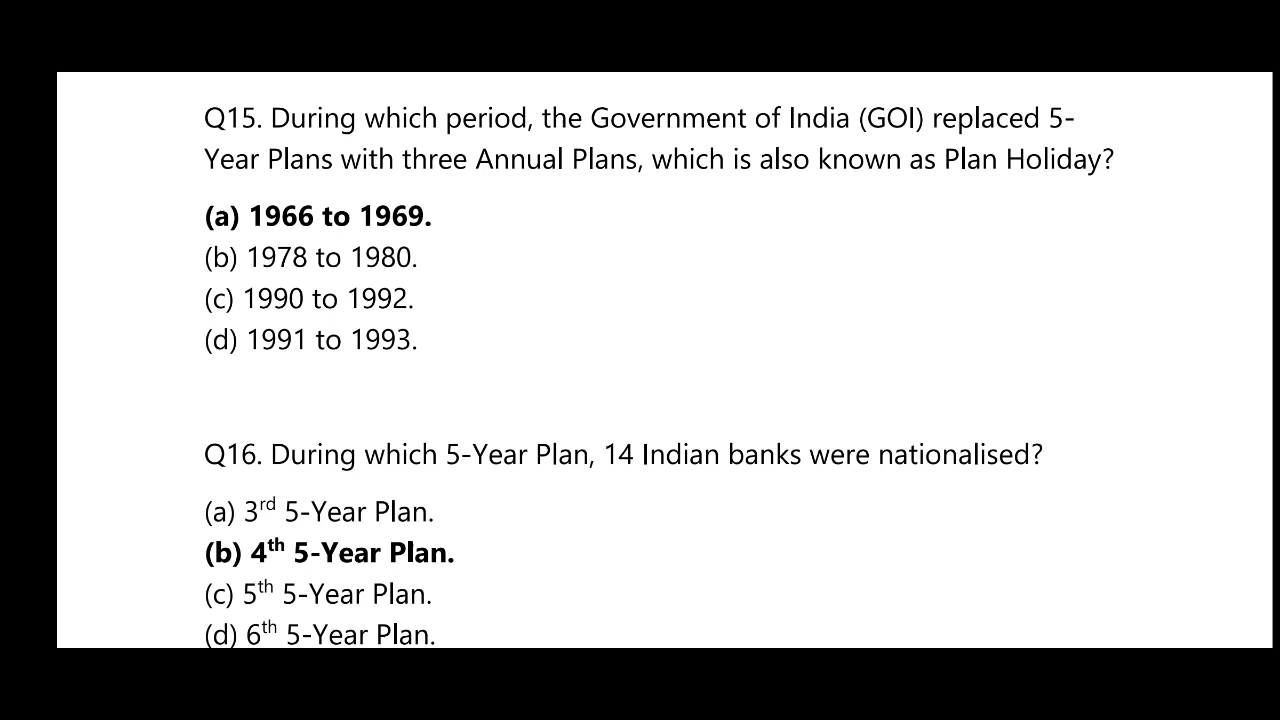 Q15. During which period, the Government of India (GOI) replaced 5-
Year Plans with three Annual Plans, which is also known as Plan Holiday?
(a) 1966 to 1969.
(b) 1978 to 1980.
(c) 1990 to 1992.
(d) 1991 to 1993.
Q16. During which 5-Year Plan, 14 Indian banks were nationalised?
(a) 3rd 5-Year Plan.
(b) 4th 5-Year Plan.
(c) 5th 5-Year Plan.
(d) 6th 5-Year Plan.